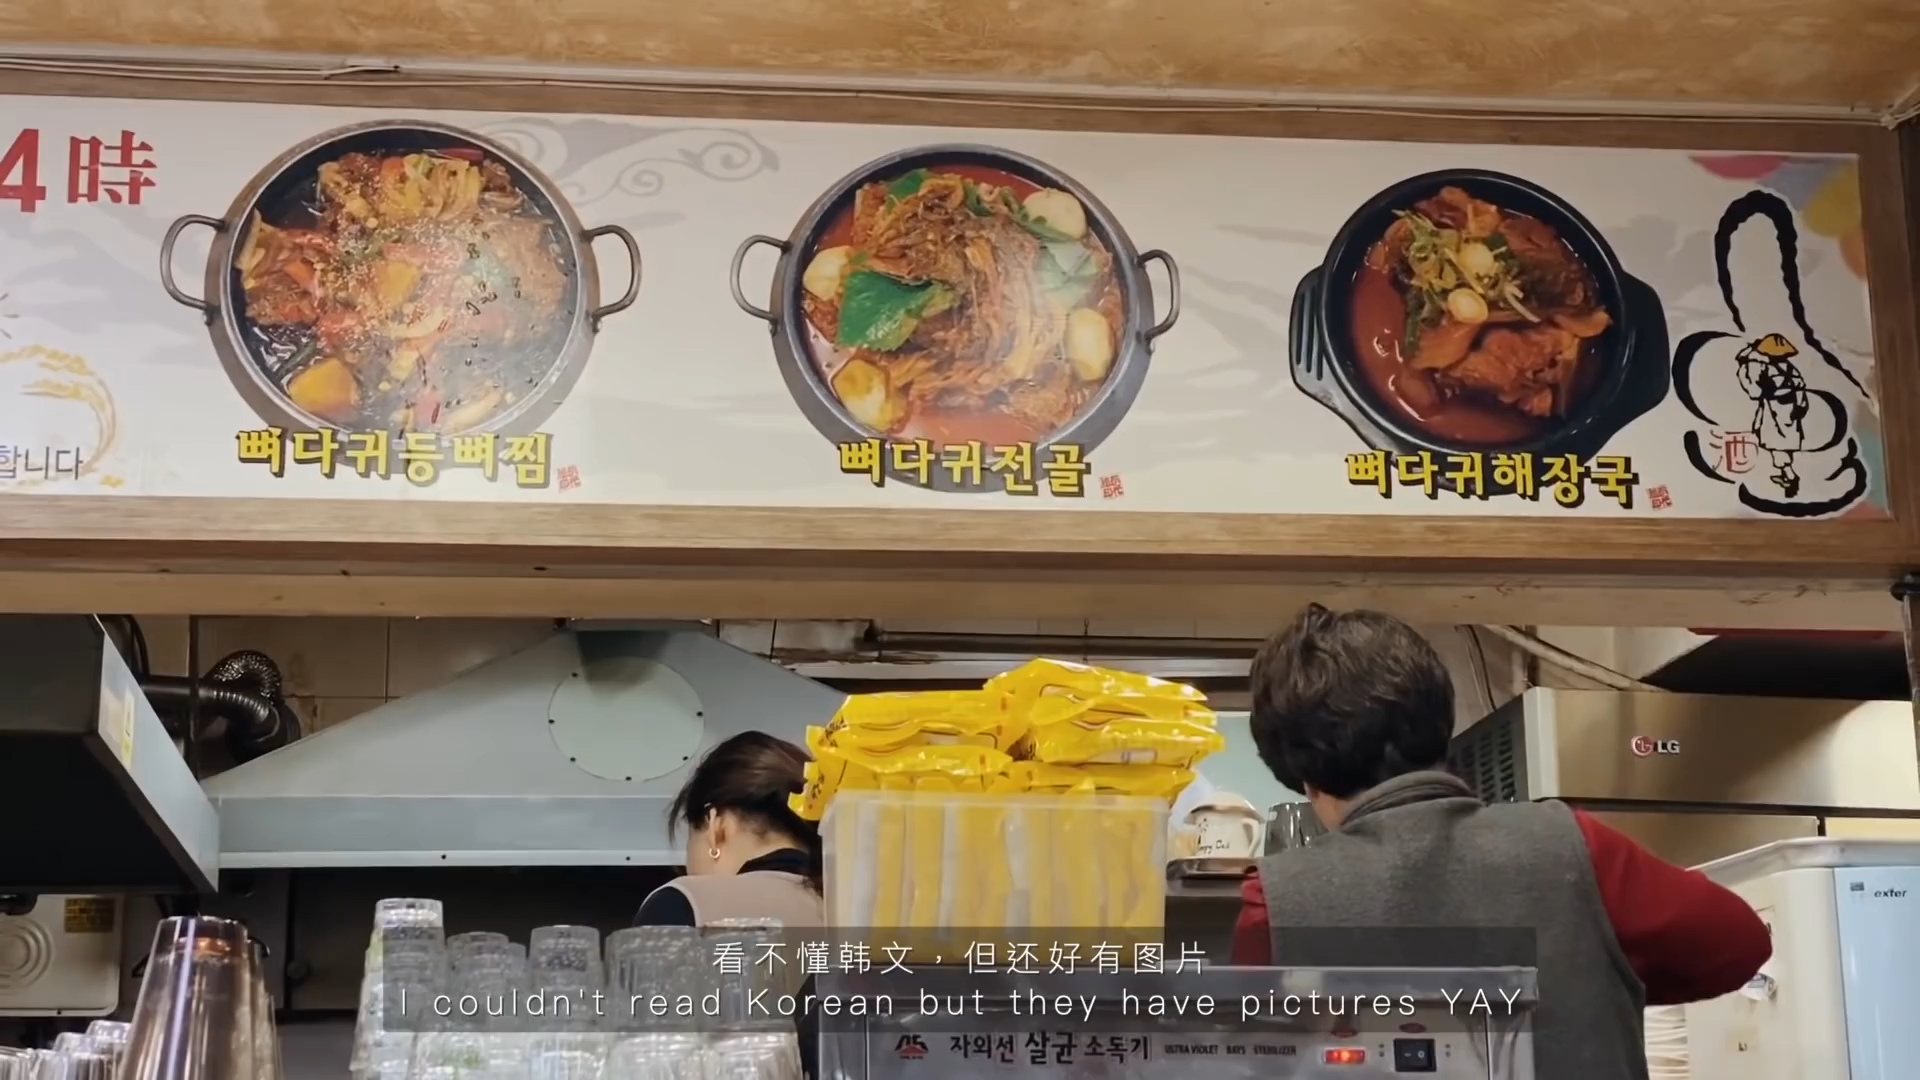 4時
합니다
뼈다귀등뼈찜
뼈다귀전골
뼈다귀해장국
酒
LG
exter
看不懂韩文，但还好有图片
I couldn't read Korean but they have pictures YAY
자외선 살균 소독기 ULTRA VIOLET RAYS STERILIZER